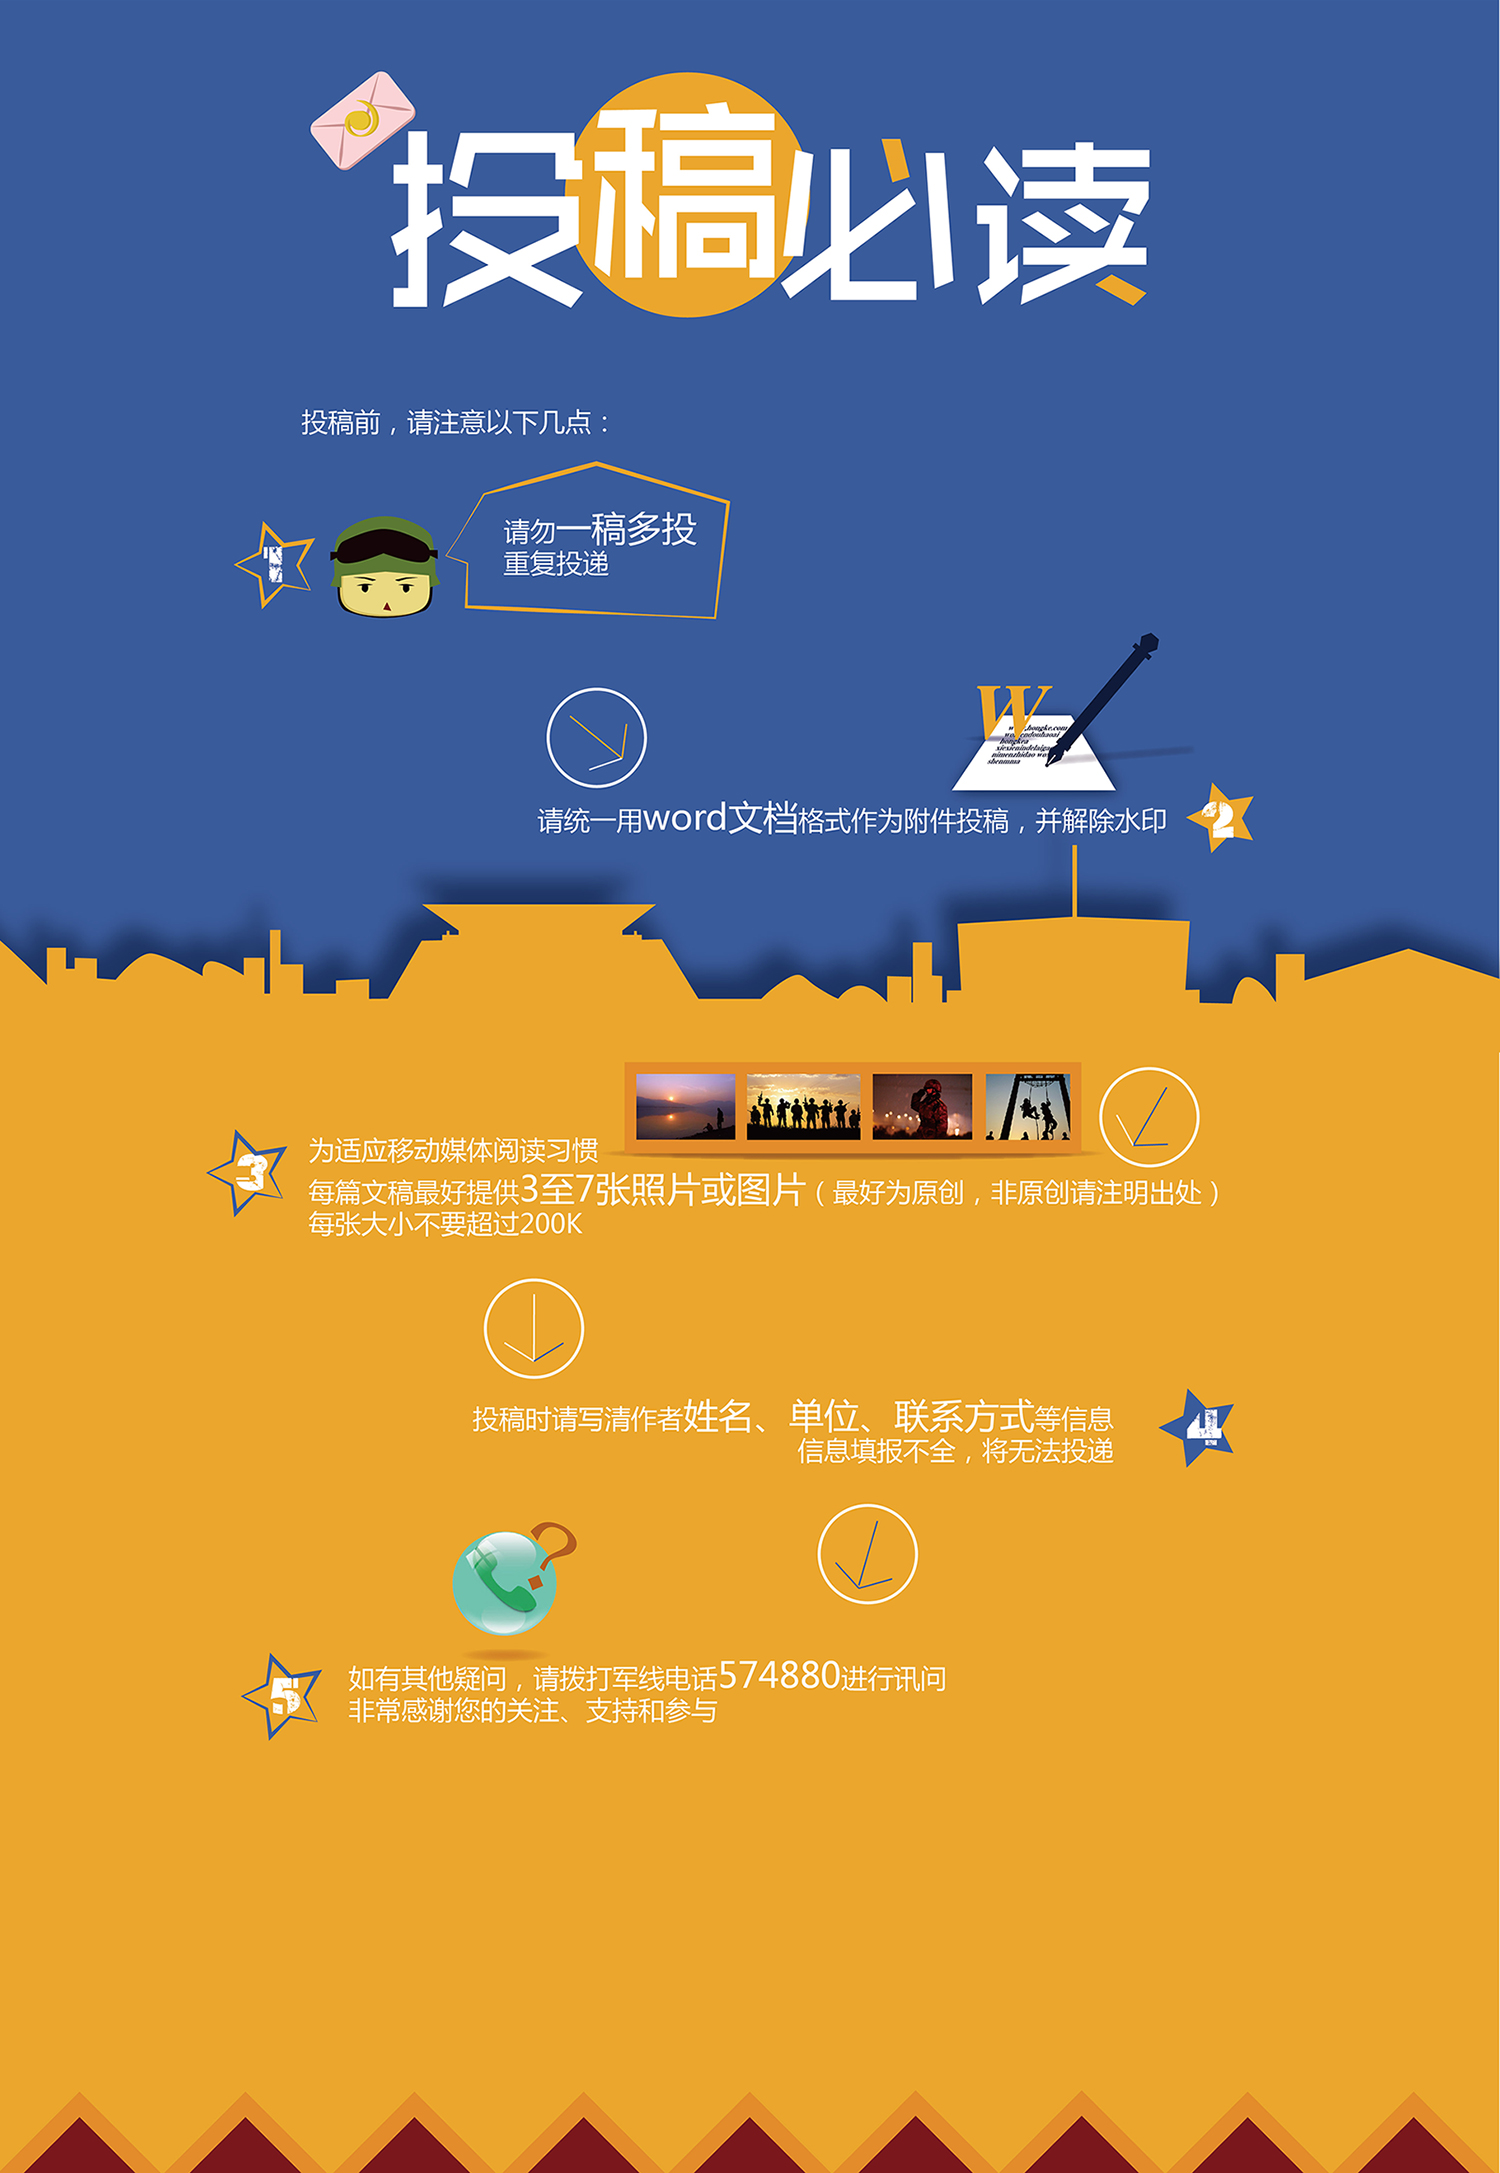 投稿必读
投稿前，请注意以下几点：
1
请勿一稿多投
重复投递
W
hongkra
shenmma
请统一用word文档格式作为附件投稿，并解除水印
2
3
为适应移动媒体阅读习惯
每篇文稿最好提供3至7张照片或图片（最好为原创，非原创请注明出处）
每张大小不要超过200K
投稿时请写清作者姓名、单位、联系方式等信息
信息填报不全，将无法投递
4
?
5
如有其他疑问，请拨打军线电话574880进行讯问
非常感谢您的关注、支持和参与